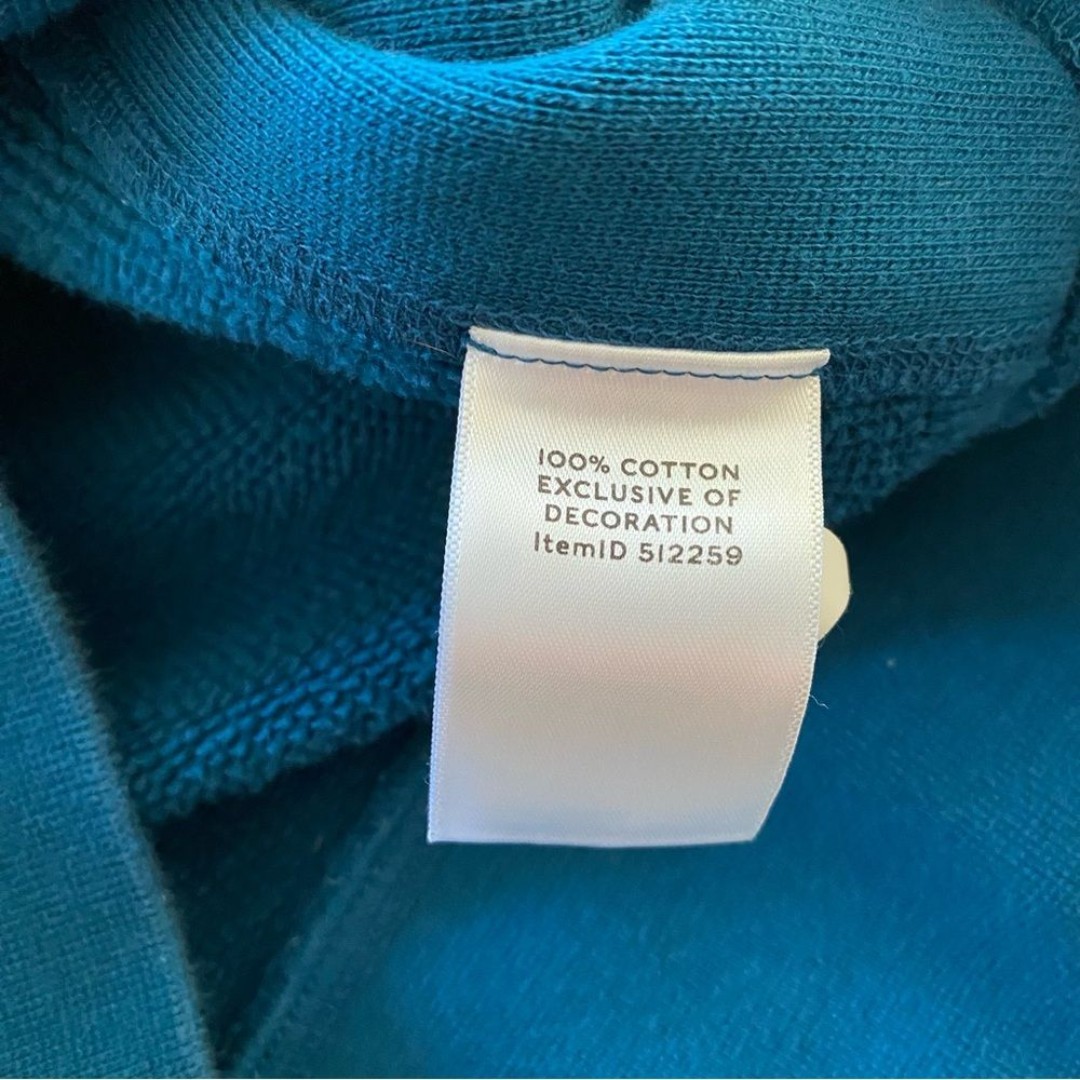 100% COTTON
EXCLUSIVE OF
DECORATION
ItemID 512259